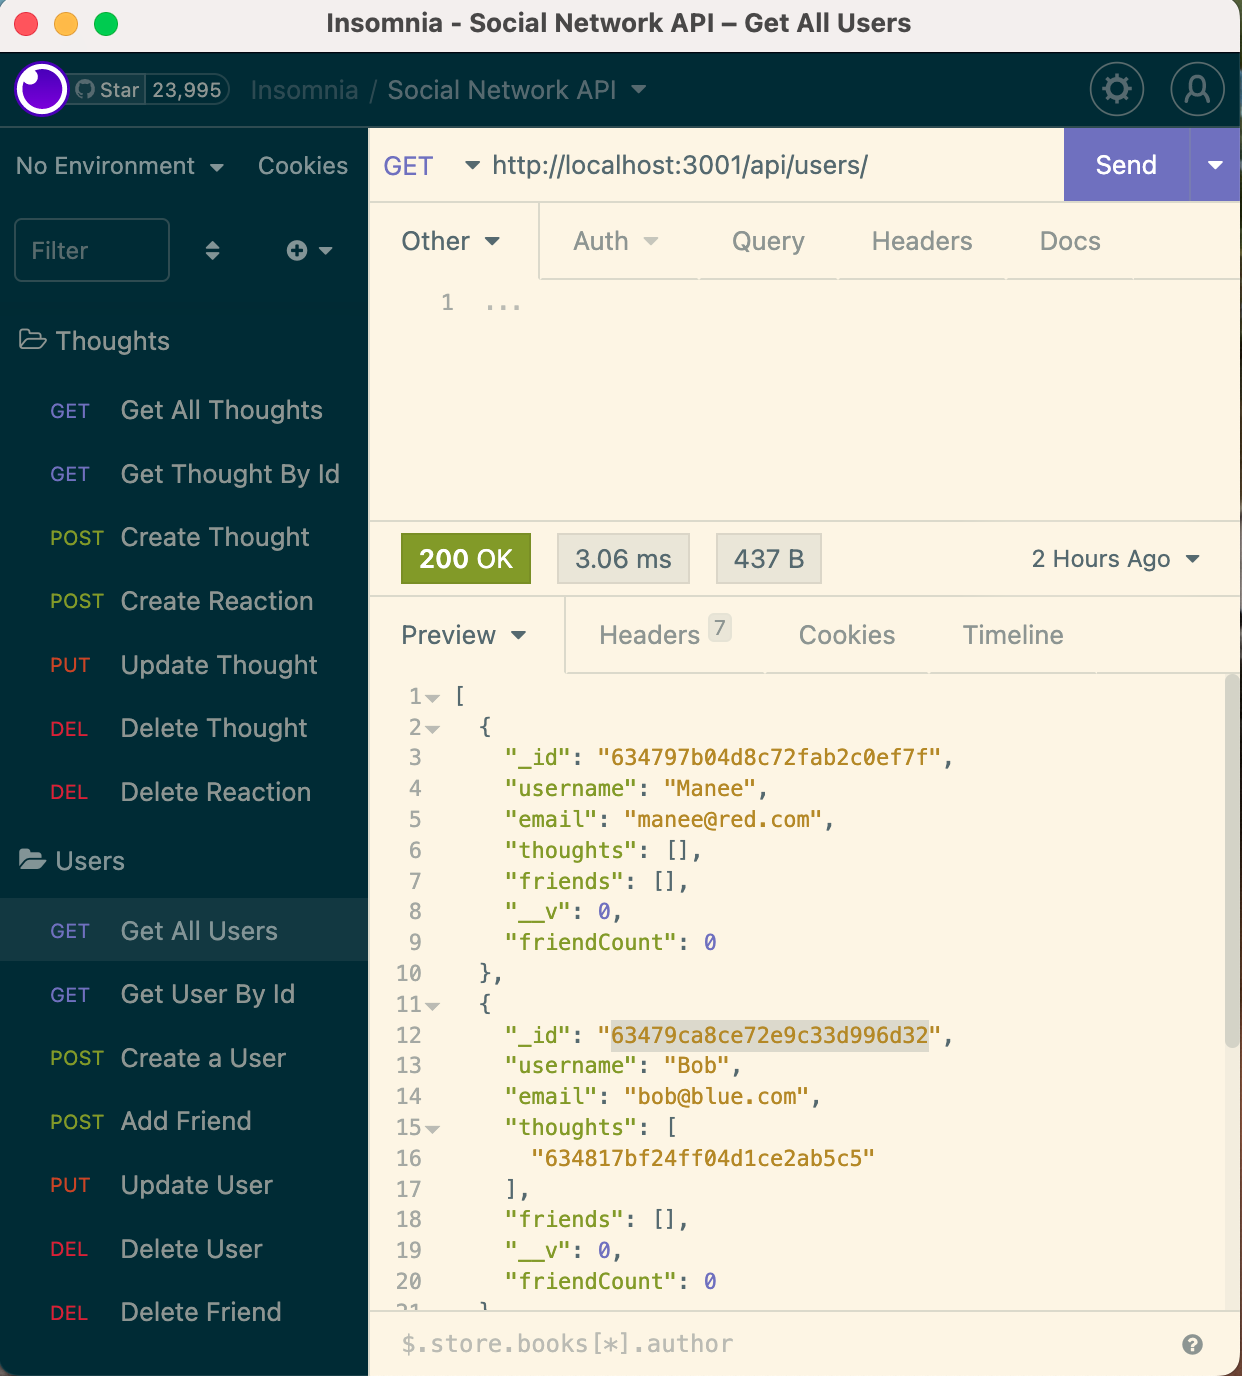 Insomnia - Social Network API – Get All Users
Star 23,995 Insomnia / Social Network API
No Environment Cookies
Filter
Thoughts
GET Get All Thoughts
GET Get Thought By Id
POST Create Thought
POST Create Reaction
PUT Update Thought
DEL Delete Thought
DEL Delete Reaction
Users
GET Get All Users
GET Get User By Id
POST Create a User
POST Add Friend
PUT Update User
DEL Delete User
DEL Delete Friend
GET http://localhost:3001/api/users/ Send
Other Auth Query Headers Docs
1 ...
200 OK 3.06 ms 437 B 2 Hours Ago
Preview Headers 7 Cookies Timeline
1 [
2 {
3 "_id": "634797b04d8c72fab2c0ef7f",
4 "username": "Manee",
5 "email": "manee@red.com",
6 "thoughts": [],
7 "friends": [],
8 "__v": 0,
9 "friendCount": 0
10 },
11 {
12 "_id": "63479ca8ce72e9c33d996d32",
13 "username": "Bob",
14 "email": "bob@blue.com",
15 "thoughts": [
16 "634817bf24ff04d1ce2ab5c5"
17 ],
18 "friends": [],
19 "__v": 0,
20 "friendCount": 0
21 }
$.store.books[*].author